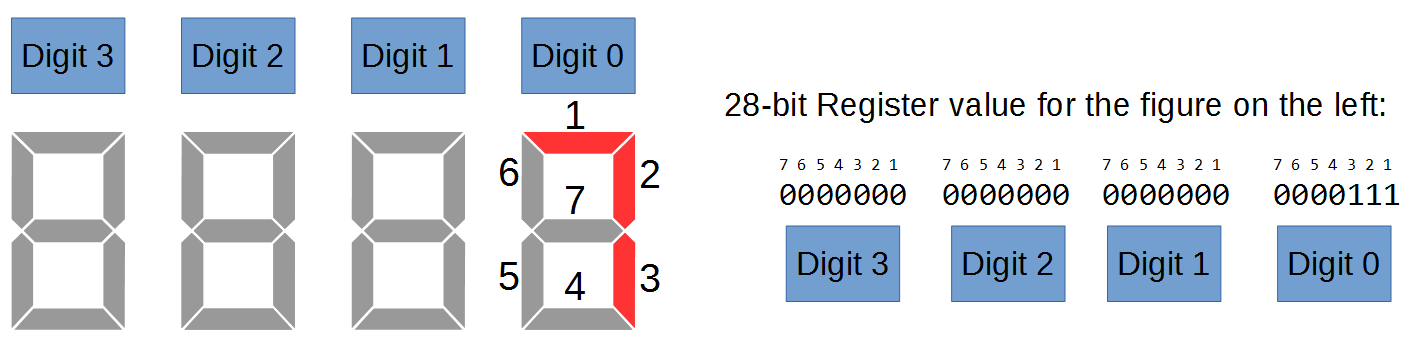 Digit 3 Digit 2 Digit 1 Digit 0
1
6 2
7
5 4 3
28-bit Register value for the figure on the left:
7 6 5 4 3 2 1 7 6 5 4 3 2 1 7 6 5 4 3 2 1 7 6 5 4 3 2 1
0000000 0000000 0000000 0000111
Digit 3 Digit 2 Digit 1 Digit 0